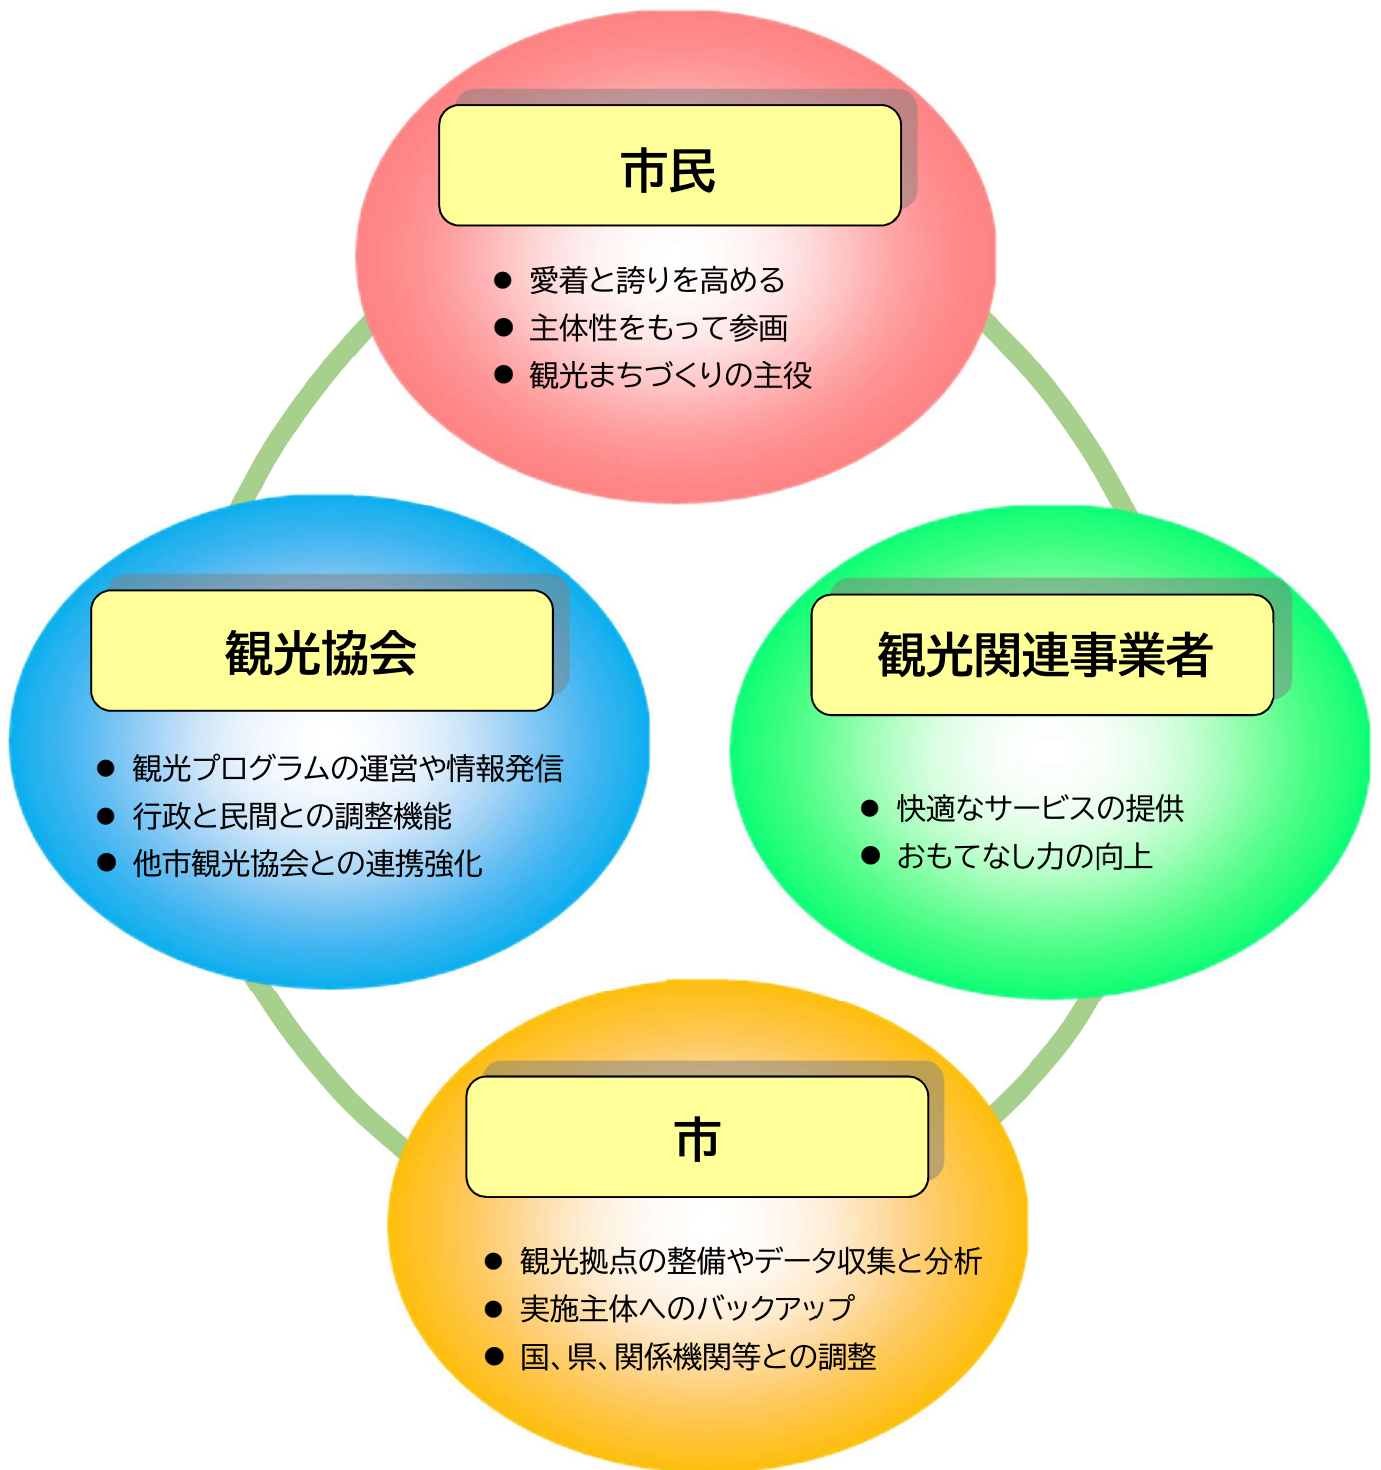 市民
● 愛着と誇りを高める
● 主体性をもって参画
● 観光まちづくりの主役
観光協会
● 観光プログラムの運営や情報発信
● 行政と民間との調整機能
● 他市観光協会との連携強化
観光関連事業者
● 快適なサービスの提供
● おもてなし力の向上
市
● 観光拠点の整備やデータ収集と分析
● 実施主体へのバックアップ
● 国、県、関係機関等との調整